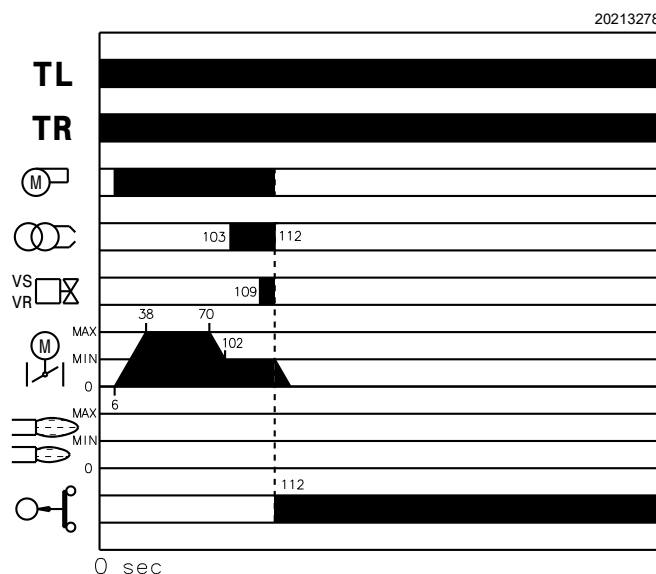 20213278
TL
TR
M
103 112
VS
VR
109
38 70
MAX
M
102
MIN
0
6
MAX
MIN
0
112
0 sec